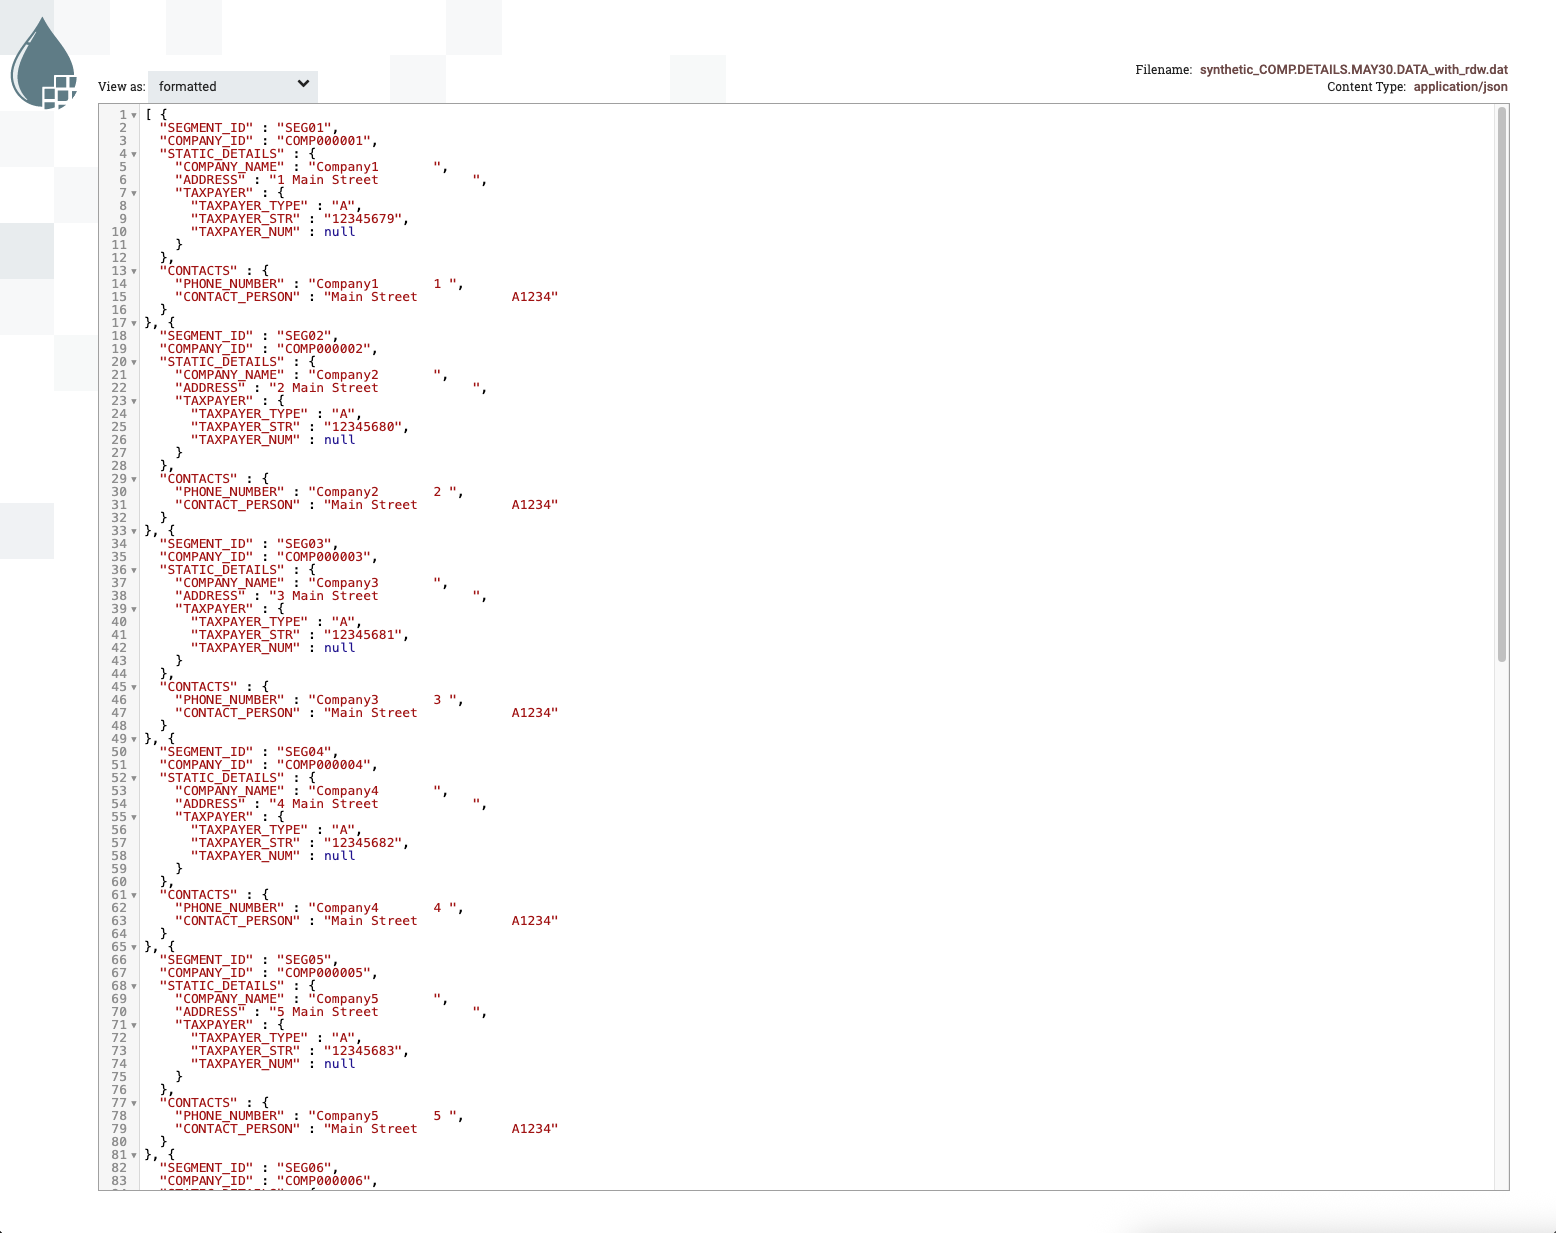 Filename: synthetic_COMP.DETAILS.MAY30.DATA_with_rdw.dat
View as: formatted
Content Type: application/json
1 [ {
2 "SEGMENT_ID" : "SEG01",
3 "COMPANY_ID" : "COMP000001",
4 "STATIC_DETAILS" : {
5 "COMPANY_NAME" : "Company1       ",
6 "ADDRESS" : "1 Main Street            ",
7 "TAXPAYER" : {
8 "TAXPAYER_TYPE" : "A",
9 "TAXPAYER_STR" : "12345679",
10 "TAXPAYER_NUM" : null
11 }
12 },
13 "CONTACTS" : {
14 "PHONE_NUMBER" : "Company1       1 ",
15 "CONTACT_PERSON" : "Main Street            A1234"
16 }
17 }, {
18 "SEGMENT_ID" : "SEG02",
19 "COMPANY_ID" : "COMP000002",
20 "STATIC_DETAILS" : {
21 "COMPANY_NAME" : "Company2       ",
22 "ADDRESS" : "2 Main Street            ",
23 "TAXPAYER" : {
24 "TAXPAYER_TYPE" : "A",
25 "TAXPAYER_STR" : "12345680",
26 "TAXPAYER_NUM" : null
27 }
28 },
29 "CONTACTS" : {
30 "PHONE_NUMBER" : "Company2       2 ",
31 "CONTACT_PERSON" : "Main Street            A1234"
32 }
33 }, {
34 "SEGMENT_ID" : "SEG03",
35 "COMPANY_ID" : "COMP000003",
36 "STATIC_DETAILS" : {
37 "COMPANY_NAME" : "Company3       ",
38 "ADDRESS" : "3 Main Street            ",
39 "TAXPAYER" : {
40 "TAXPAYER_TYPE" : "A",
41 "TAXPAYER_STR" : "12345681",
42 "TAXPAYER_NUM" : null
43 }
44 },
45 "CONTACTS" : {
46 "PHONE_NUMBER" : "Company3       3 ",
47 "CONTACT_PERSON" : "Main Street            A1234"
48 }
49 }, {
50 "SEGMENT_ID" : "SEG04",
51 "COMPANY_ID" : "COMP000004",
52 "STATIC_DETAILS" : {
53 "COMPANY_NAME" : "Company4       ",
54 "ADDRESS" : "4 Main Street            ",
55 "TAXPAYER" : {
56 "TAXPAYER_TYPE" : "A",
57 "TAXPAYER_STR" : "12345682",
58 "TAXPAYER_NUM" : null
59 }
60 },
61 "CONTACTS" : {
62 "PHONE_NUMBER" : "Company4       4 ",
63 "CONTACT_PERSON" : "Main Street            A1234"
64 }
65 }, {
66 "SEGMENT_ID" : "SEG05",
67 "COMPANY_ID" : "COMP000005",
68 "STATIC_DETAILS" : {
69 "COMPANY_NAME" : "Company5       ",
70 "ADDRESS" : "5 Main Street            ",
71 "TAXPAYER" : {
72 "TAXPAYER_TYPE" : "A",
73 "TAXPAYER_STR" : "12345683",
74 "TAXPAYER_NUM" : null
75 }
76 },
77 "CONTACTS" : {
78 "PHONE_NUMBER" : "Company5       5 ",
79 "CONTACT_PERSON" : "Main Street            A1234"
80 }
81 }, {
82 "SEGMENT_ID" : "SEG06",
83 "COMPANY_ID" : "COMP000006",